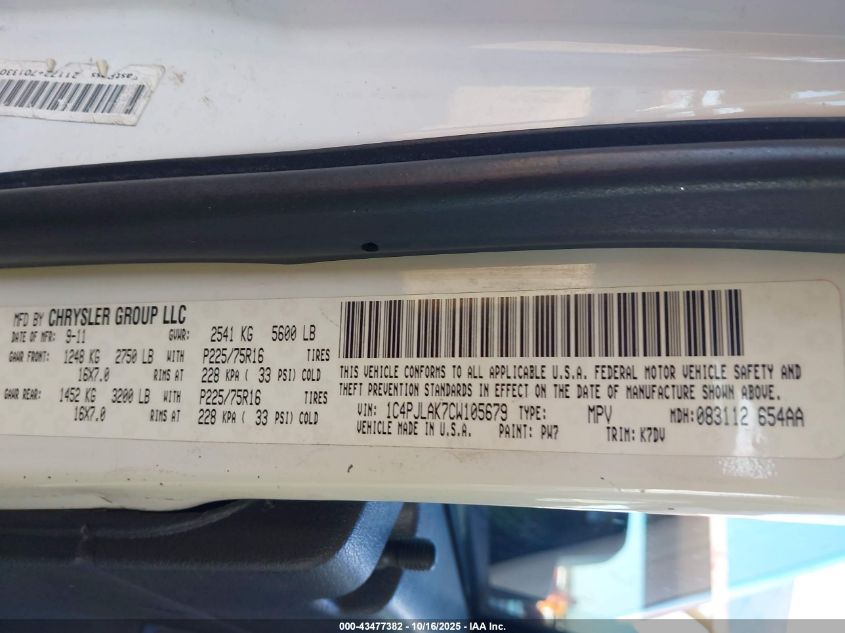 MFD BY CHRYSLER GROUP LLC
DATE OF MFR: 9-11 GVWR: 2541 KG 5600 LB
GAWR FRONT: 1248 KG 2750 LB WITH P225/75R16 TIRES
16X7.0 RIMS AT 228 KPA ( 33 PSI) COLD
GAWR REAR: 1452 KG 3200 LB WITH P225/75R16 TIRES
16X7.0 RIMS AT 228 KPA ( 33 PSI) COLD
THIS VEHICLE CONFORMS TO ALL APPLICABLE U.S.A. FEDERAL MOTOR VEHICLE SAFETY AND
THEFT PREVENTION STANDARDS IN EFFECT ON THE DATE OF MANUFACTURE SHOWN ABOVE.
VIN: 1C4PJLAK7CW105679 TYPE: MPV MDH: 083112 654AA
VEHICLE MADE IN U.S.A. PAINT: PW7 TRIM: K7DV
000-43477382 | 10/16/2025 | IAA Inc.